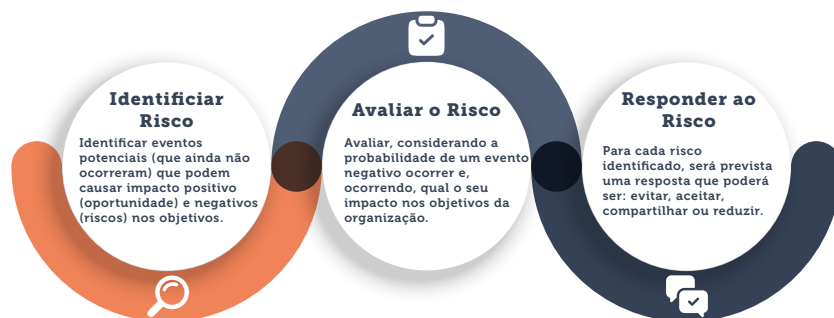 Identificiar
Risco
Identificar eventos
potenciais (que ainda não
ocorreram) que podem
causar impacto positivo
(oportunidade) e negativos
(riscos) nos objetivos.
Avaliar o Risco
Avaliar, considerando a
probabilidade de um evento
negativo ocorrer e,
ocorrendo, qual o seu
impacto nos objetivos da
organização.
Responder ao
Risco
Para cada risco
identificado, será prevista
uma resposta que poderá
ser: evitar, aceitar,
compartilhar ou reduzir.